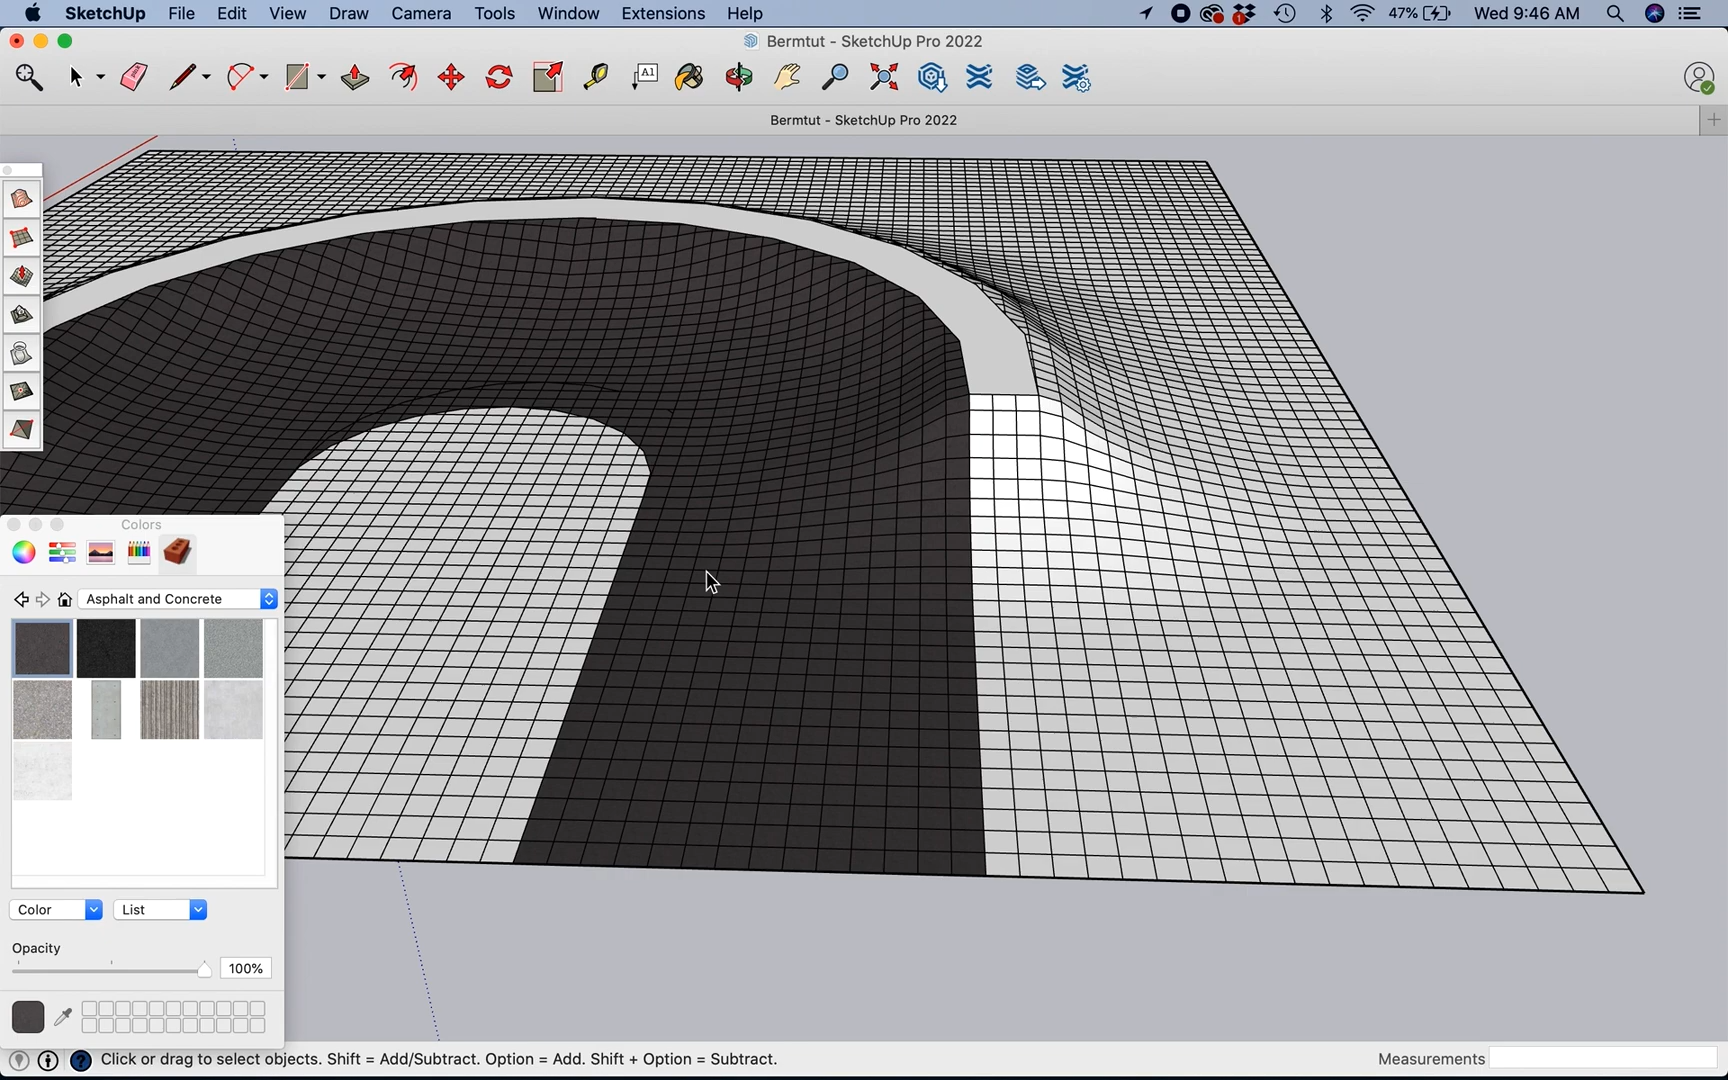 SketchUp File Edit View Draw Camera Tools Window Extensions Help 1 47% Wed 9:46 AM
Bermtut - SketchUp Pro 2022
A1
Bermtut - SketchUp Pro 2022
Colors
Asphalt and Concrete
Color List
Opacity
100%
Click or drag to select objects. Shift = Add/Subtract. Option = Add. Shift + Option = Subtract. Measurements